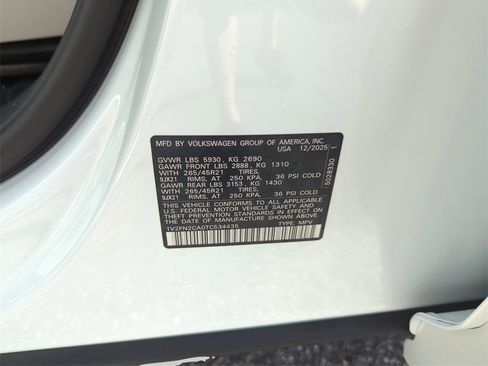 MFD BY VOLKSWAGEN GROUP OF AMERICA, INC.
USA 12/2025
GVWR LBS 5930 , KG 2690
GAWR FRONT LBS 2888 , KG 1310
WITH 265/45R21 TIRES,
9JX21 RIMS, AT 250 KPA, 36 PSI COLD
GAWR REAR LBS 3153 , KG 1430
WITH 265/45R21 TIRES,
9JX21 RIMS, AT 250 KPA, 36 PSI COLD
THIS VEHICLE CONFORMS TO ALL APPLICABLE
U.S. FEDERAL MOTOR VEHICLE SAFETY AND
THEFT PREVENTION STANDARDS IN EFFECT ON
THE DATE OF MANUFACTURE SHOWN ABOVE.
1V2FN2CA0TC534435 TYPE: MPV
5028330 1